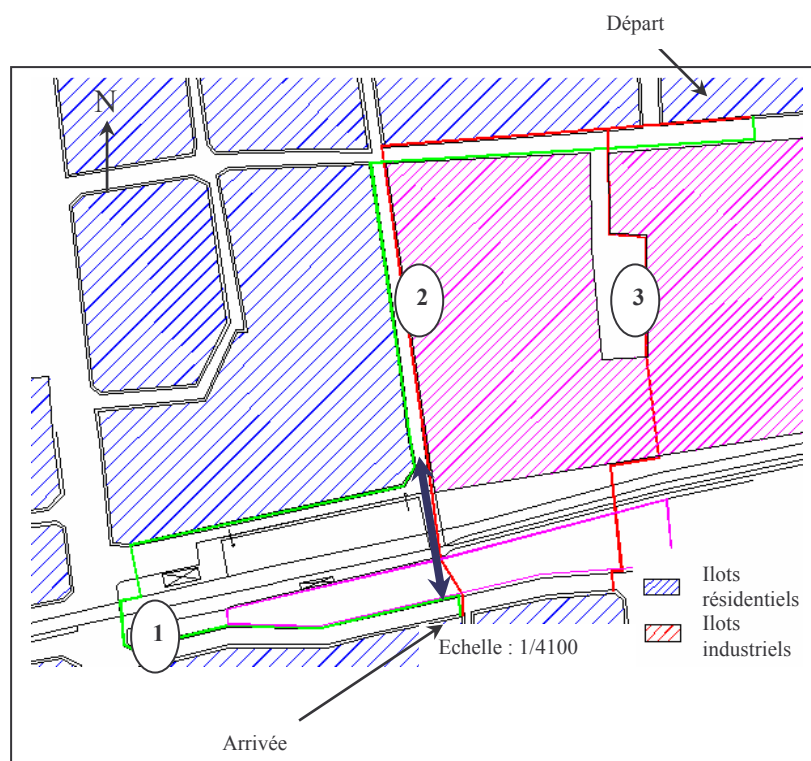 Départ
N
2
3
1
Ilots
résidentiels
Ilots
industriels
Echelle : 1/4100
Arrivée